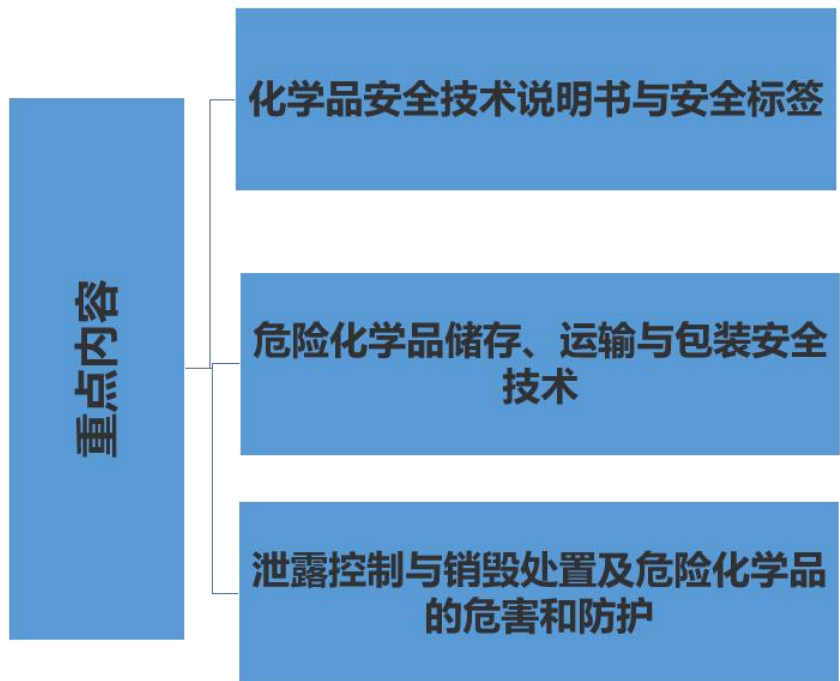 重点内容
化学品安全技术说明书与安全标签
危险化学品储存、运输与包装安全
技术
泄露控制与销毁处置及危险化学品
的危害和防护